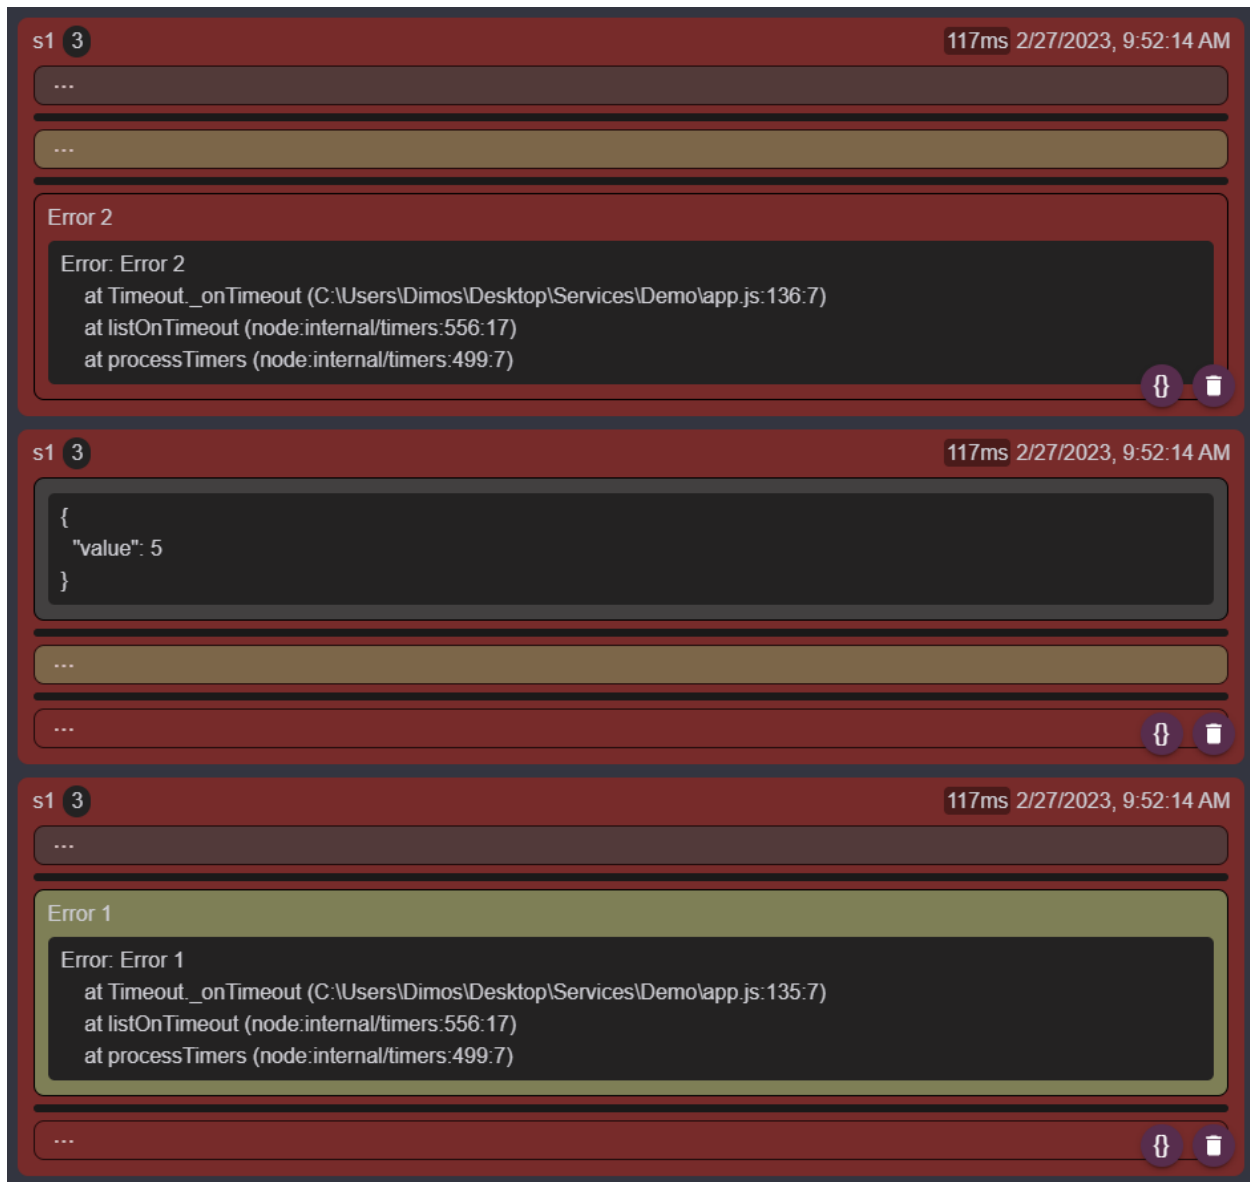 s1 3 117ms 2/27/2023, 9:52:14 AM
...
...
Error 2
Error: Error 2
at Timeout._onTimeout (C:\Users\Dimos\Desktop\Services\Demo\app.js:136:7)
at listOnTimeout (node:internal/timers:556:17)
at processTimers (node:internal/timers:499:7)
{}
s1 3 117ms 2/27/2023, 9:52:14 AM
{
"value": 5
}
...
...
{}
s1 3 117ms 2/27/2023, 9:52:14 AM
...
Error 1
Error: Error 1
at Timeout._onTimeout (C:\Users\Dimos\Desktop\Services\Demo\app.js:135:7)
at listOnTimeout (node:internal/timers:556:17)
at processTimers (node:internal/timers:499:7)
...
{}